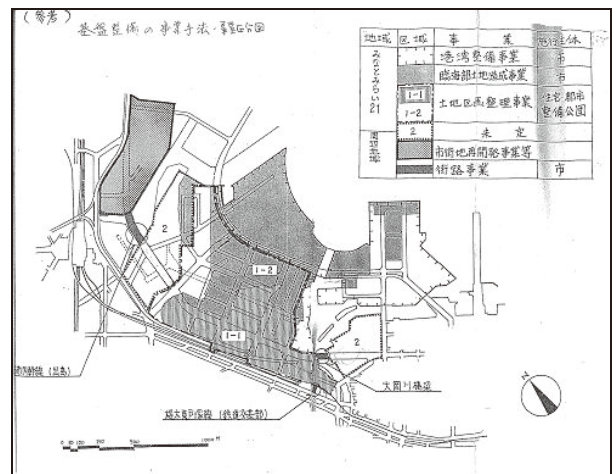 (参考)
基盤整備の事業手法・事業区分図
地域 区域 事業 施行主体
みなとみらい21
港湾整備事業 市
臨海部土地造成事業 市
1-1
1-2
土地区画整理事業 住宅・都市整備公団
周辺地域
2 未定
市街地再開発事業等
街路事業 市
2
1-2
1-1
2
大岡川橋梁
N